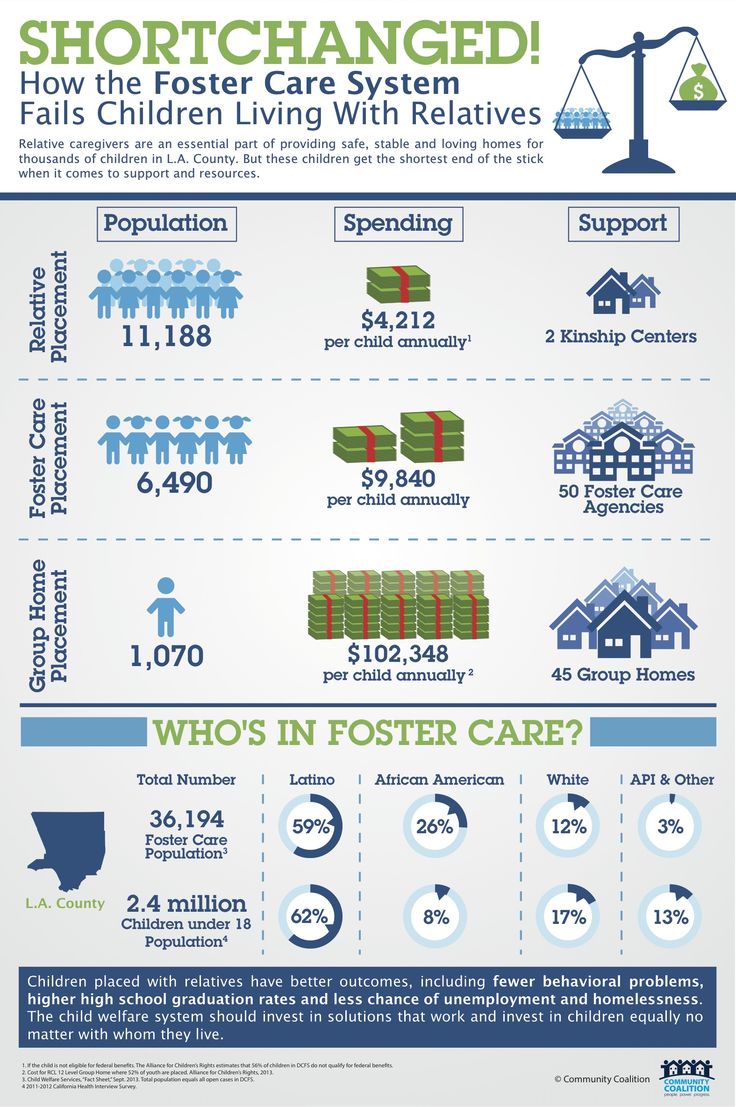 SHORTCHANGED!
How the Foster Care System
Fails Children Living With Relatives
Relative caregivers are an essential part of providing safe, stable and loving homes for
thousands of children in L.A. County. But these children get the shortest end of the stick
when it comes to support and resources.
$
Population
Spending
Support
Relative
Placement
11,188
$4,212
per child annually¹
2 Kinship Centers
Foster Care
Placement
6,490
$9,840
per child annually
50 Foster Care
Agencies
Group Home
Placement
1,070
$102,348
per child annually ²
45 Group Homes
WHO'S IN FOSTER CARE?
Total Number
Latino
African American
White
API & Other
36,194
Foster Care
Population³
59%
26%
12%
3%
L.A. County
2.4 million
Children under 18
Population⁴
62%
8%
17%
13%
Children placed with relatives have better outcomes, including fewer behavioral problems,
higher high school graduation rates and less chance of unemployment and homelessness.
The child welfare system should invest in solutions that work and invest in children equally no
matter with whom they live.
1. If the child is not eligible for federal benefits. The Alliance for Children's Rights estimates that 56% of children in DCFS do not qualify for federal benefits.
2. Cost for RCL 12 Level Group Home where 52% of youth are placed. Alliance for Children's Rights, 2013.
3. Child Welfare Services, "Fact Sheet," Sept. 2013. Total population equals all open cases in DCFS.
4 2011-2012 California Health Interview Survey.
© Community Coalition
COMMUNITY
COALITION
people. power. progress.